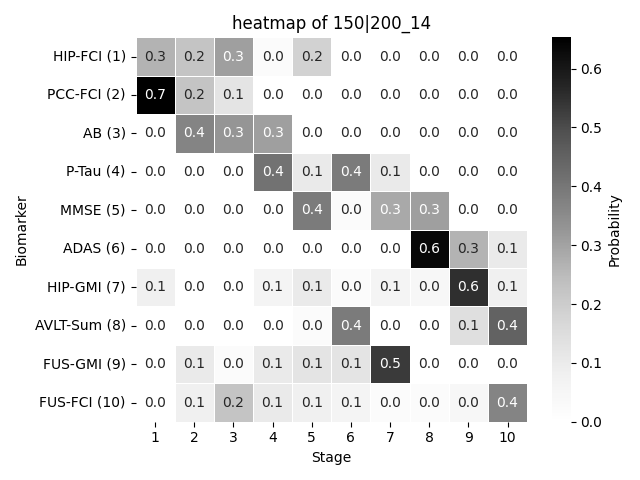 heatmap of 150|200_14
HIP-FCI (1) 0.3 0.2 0.3 0.0 0.2 0.0 0.0 0.0 0.0 0.0
PCC-FCI (2) 0.7 0.2 0.1 0.0 0.0 0.0 0.0 0.0 0.0 0.0
AB (3) 0.0 0.4 0.3 0.3 0.0 0.0 0.0 0.0 0.0 0.0
P-Tau (4) 0.0 0.0 0.0 0.4 0.1 0.4 0.1 0.0 0.0 0.0
MMSE (5) 0.0 0.0 0.0 0.0 0.4 0.0 0.3 0.3 0.0 0.0
ADAS (6) 0.0 0.0 0.0 0.0 0.0 0.0 0.0 0.6 0.3 0.1
HIP-GMI (7) 0.1 0.0 0.0 0.1 0.1 0.0 0.1 0.0 0.6 0.1
AVLT-Sum (8) 0.0 0.0 0.0 0.0 0.0 0.4 0.0 0.0 0.1 0.4
FUS-GMI (9) 0.0 0.1 0.0 0.1 0.1 0.1 0.5 0.0 0.0 0.0
FUS-FCI (10) 0.0 0.1 0.2 0.1 0.1 0.1 0.0 0.0 0.0 0.4
1 2 3 4 5 6 7 8 9 10
Stage
Biomarker
0.6
0.5
0.4
0.3
0.2
0.1
0.0
Probability